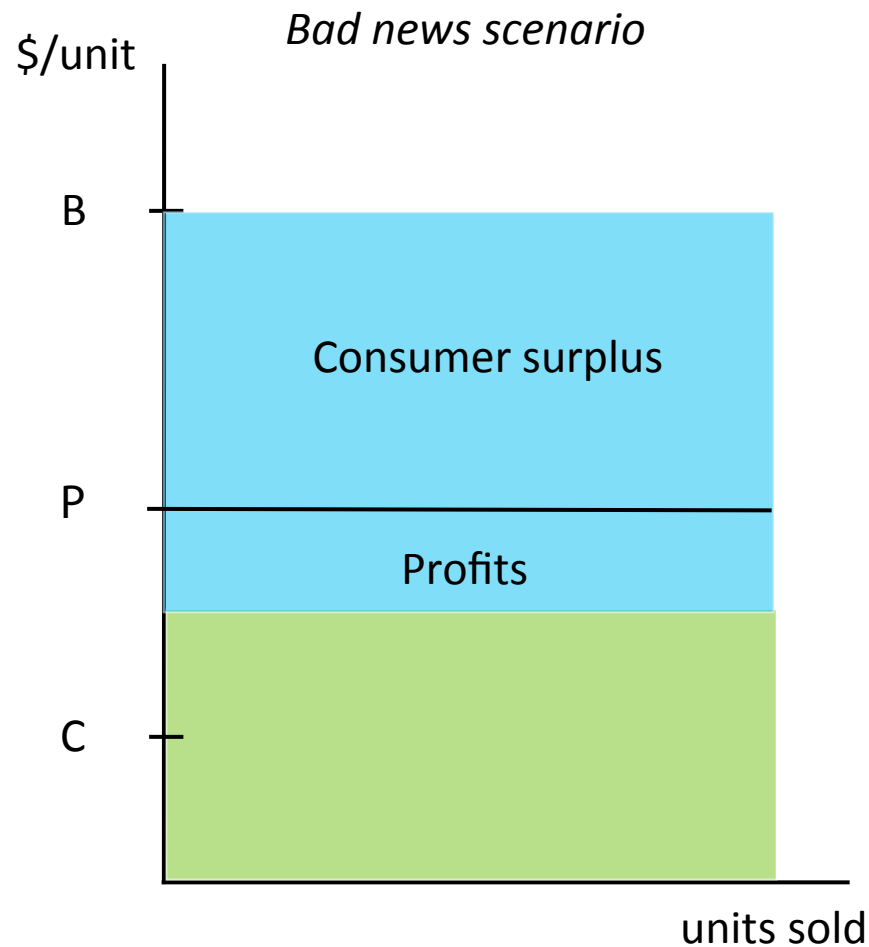 Bad news scenario
$/unit
B
Consumer surplus
P
Profits
C
units sold